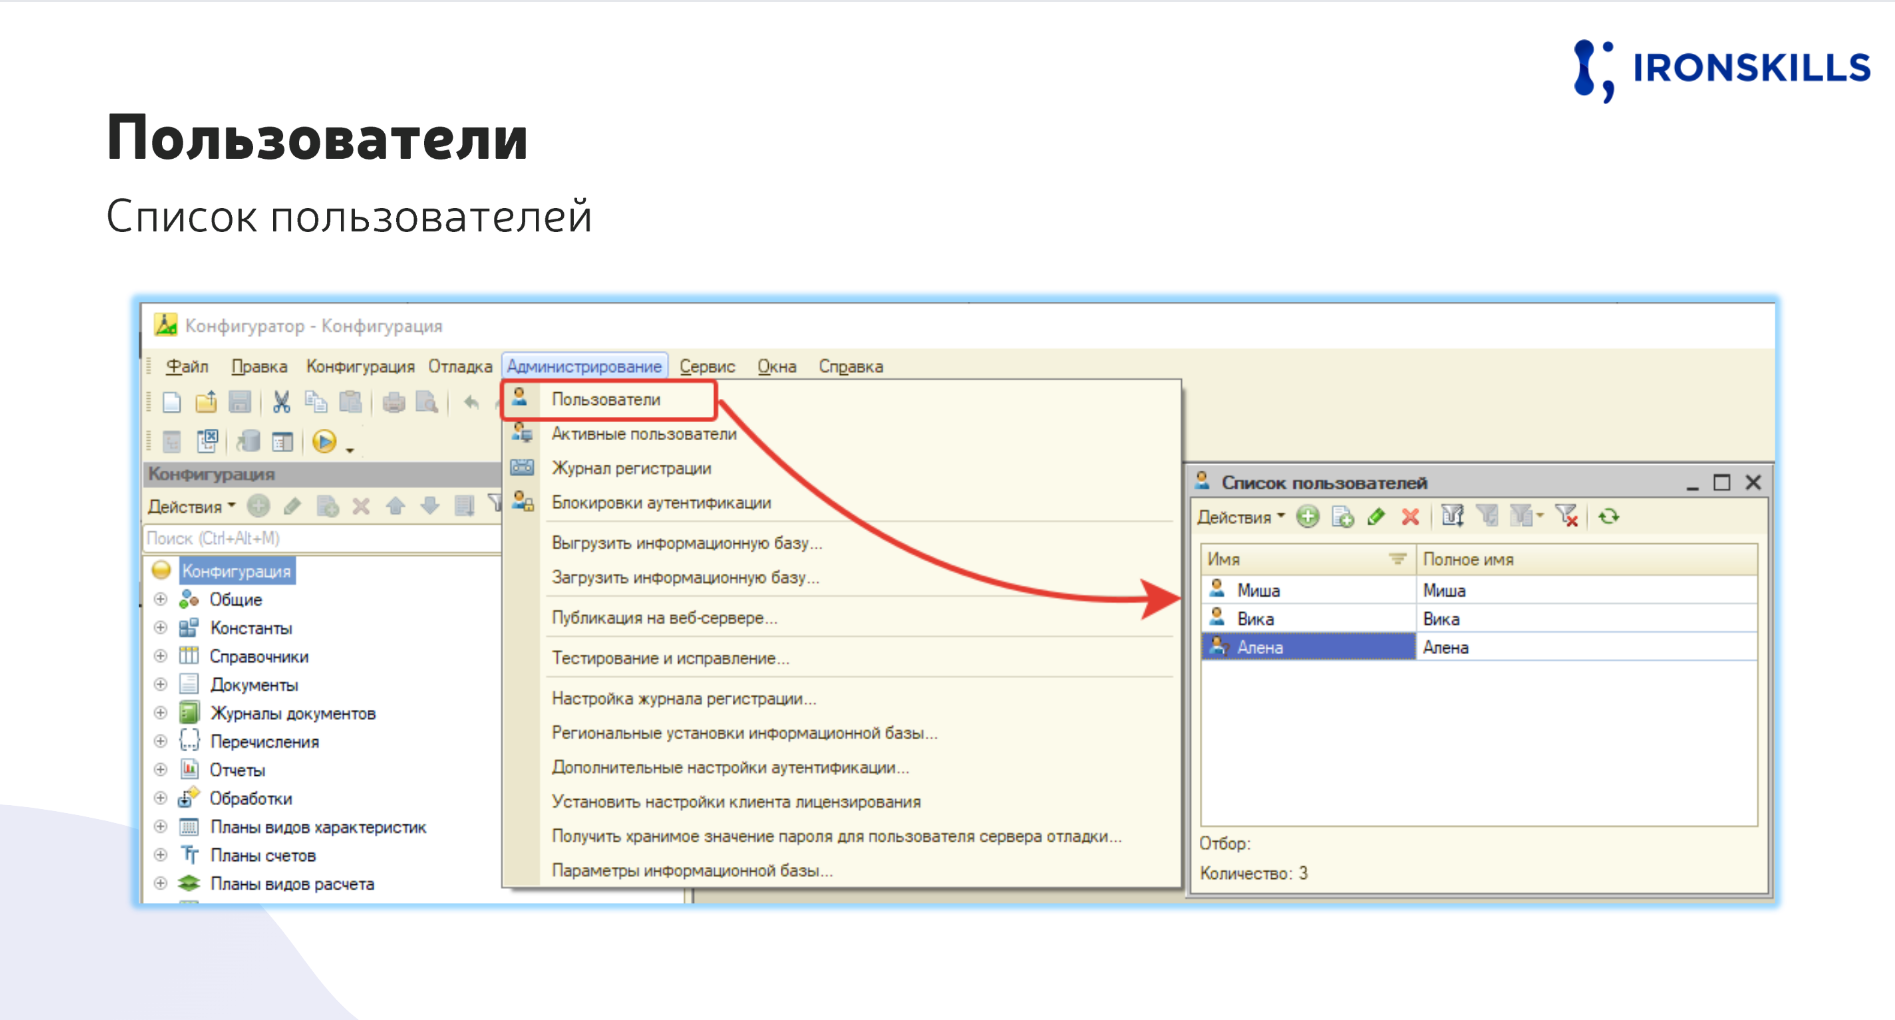 IRONSKILLS
Пользователи
Список пользователей
Конфигуратор - Конфигурация
Файл Правка Конфигурация Отладка Администрирование Сервис Окна Справка
Пользователи
Активные пользователи
Журнал регистрации
Блокировки аутентификации
Выгрузить информационную базу...
Загрузить информационную базу...
Публикация на веб-сервере...
Тестирование и исправление...
Настройка журнала регистрации...
Региональные установки информационной базы...
Дополнительные настройки аутентификации...
Установить настройки клиента лицензирования
Получить хранимое значение пароля для пользователя сервера отладки...
Параметры информационной базы...
Конфигурация
Действия
Поиск (Ctrl+Alt+M)
Конфигурация
Общие
Константы
Справочники
Документы
Журналы документов
Перечисления
Отчеты
Обработки
Планы видов характеристик
Планы счетов
Планы видов расчета
Список пользователей
Действия
Имя Полное имя
Миша Миша
Вика Вика
Алена Алена
Отбор:
Количество: 3